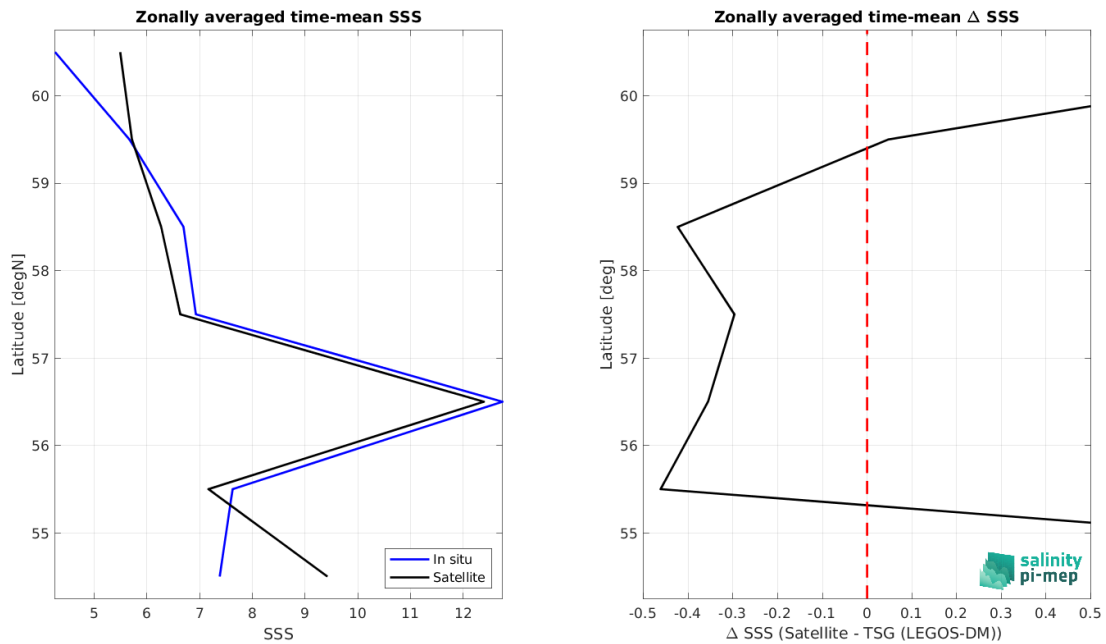 Zonally averaged time-mean SSS
60
59
58
57
56
55
Latitude [degN]
5 6 7 8 9 10 11 12
SSS
In situ
Satellite
Zonally averaged time-mean Δ SSS
60
59
58
57
56
55
Latitude [deg]
-0.5 -0.4 -0.3 -0.2 -0.1 0 0.1 0.2 0.3 0.4 0.5
Δ SSS (Satellite - TSG (LEGOS-DM))
salinity
pi-mep